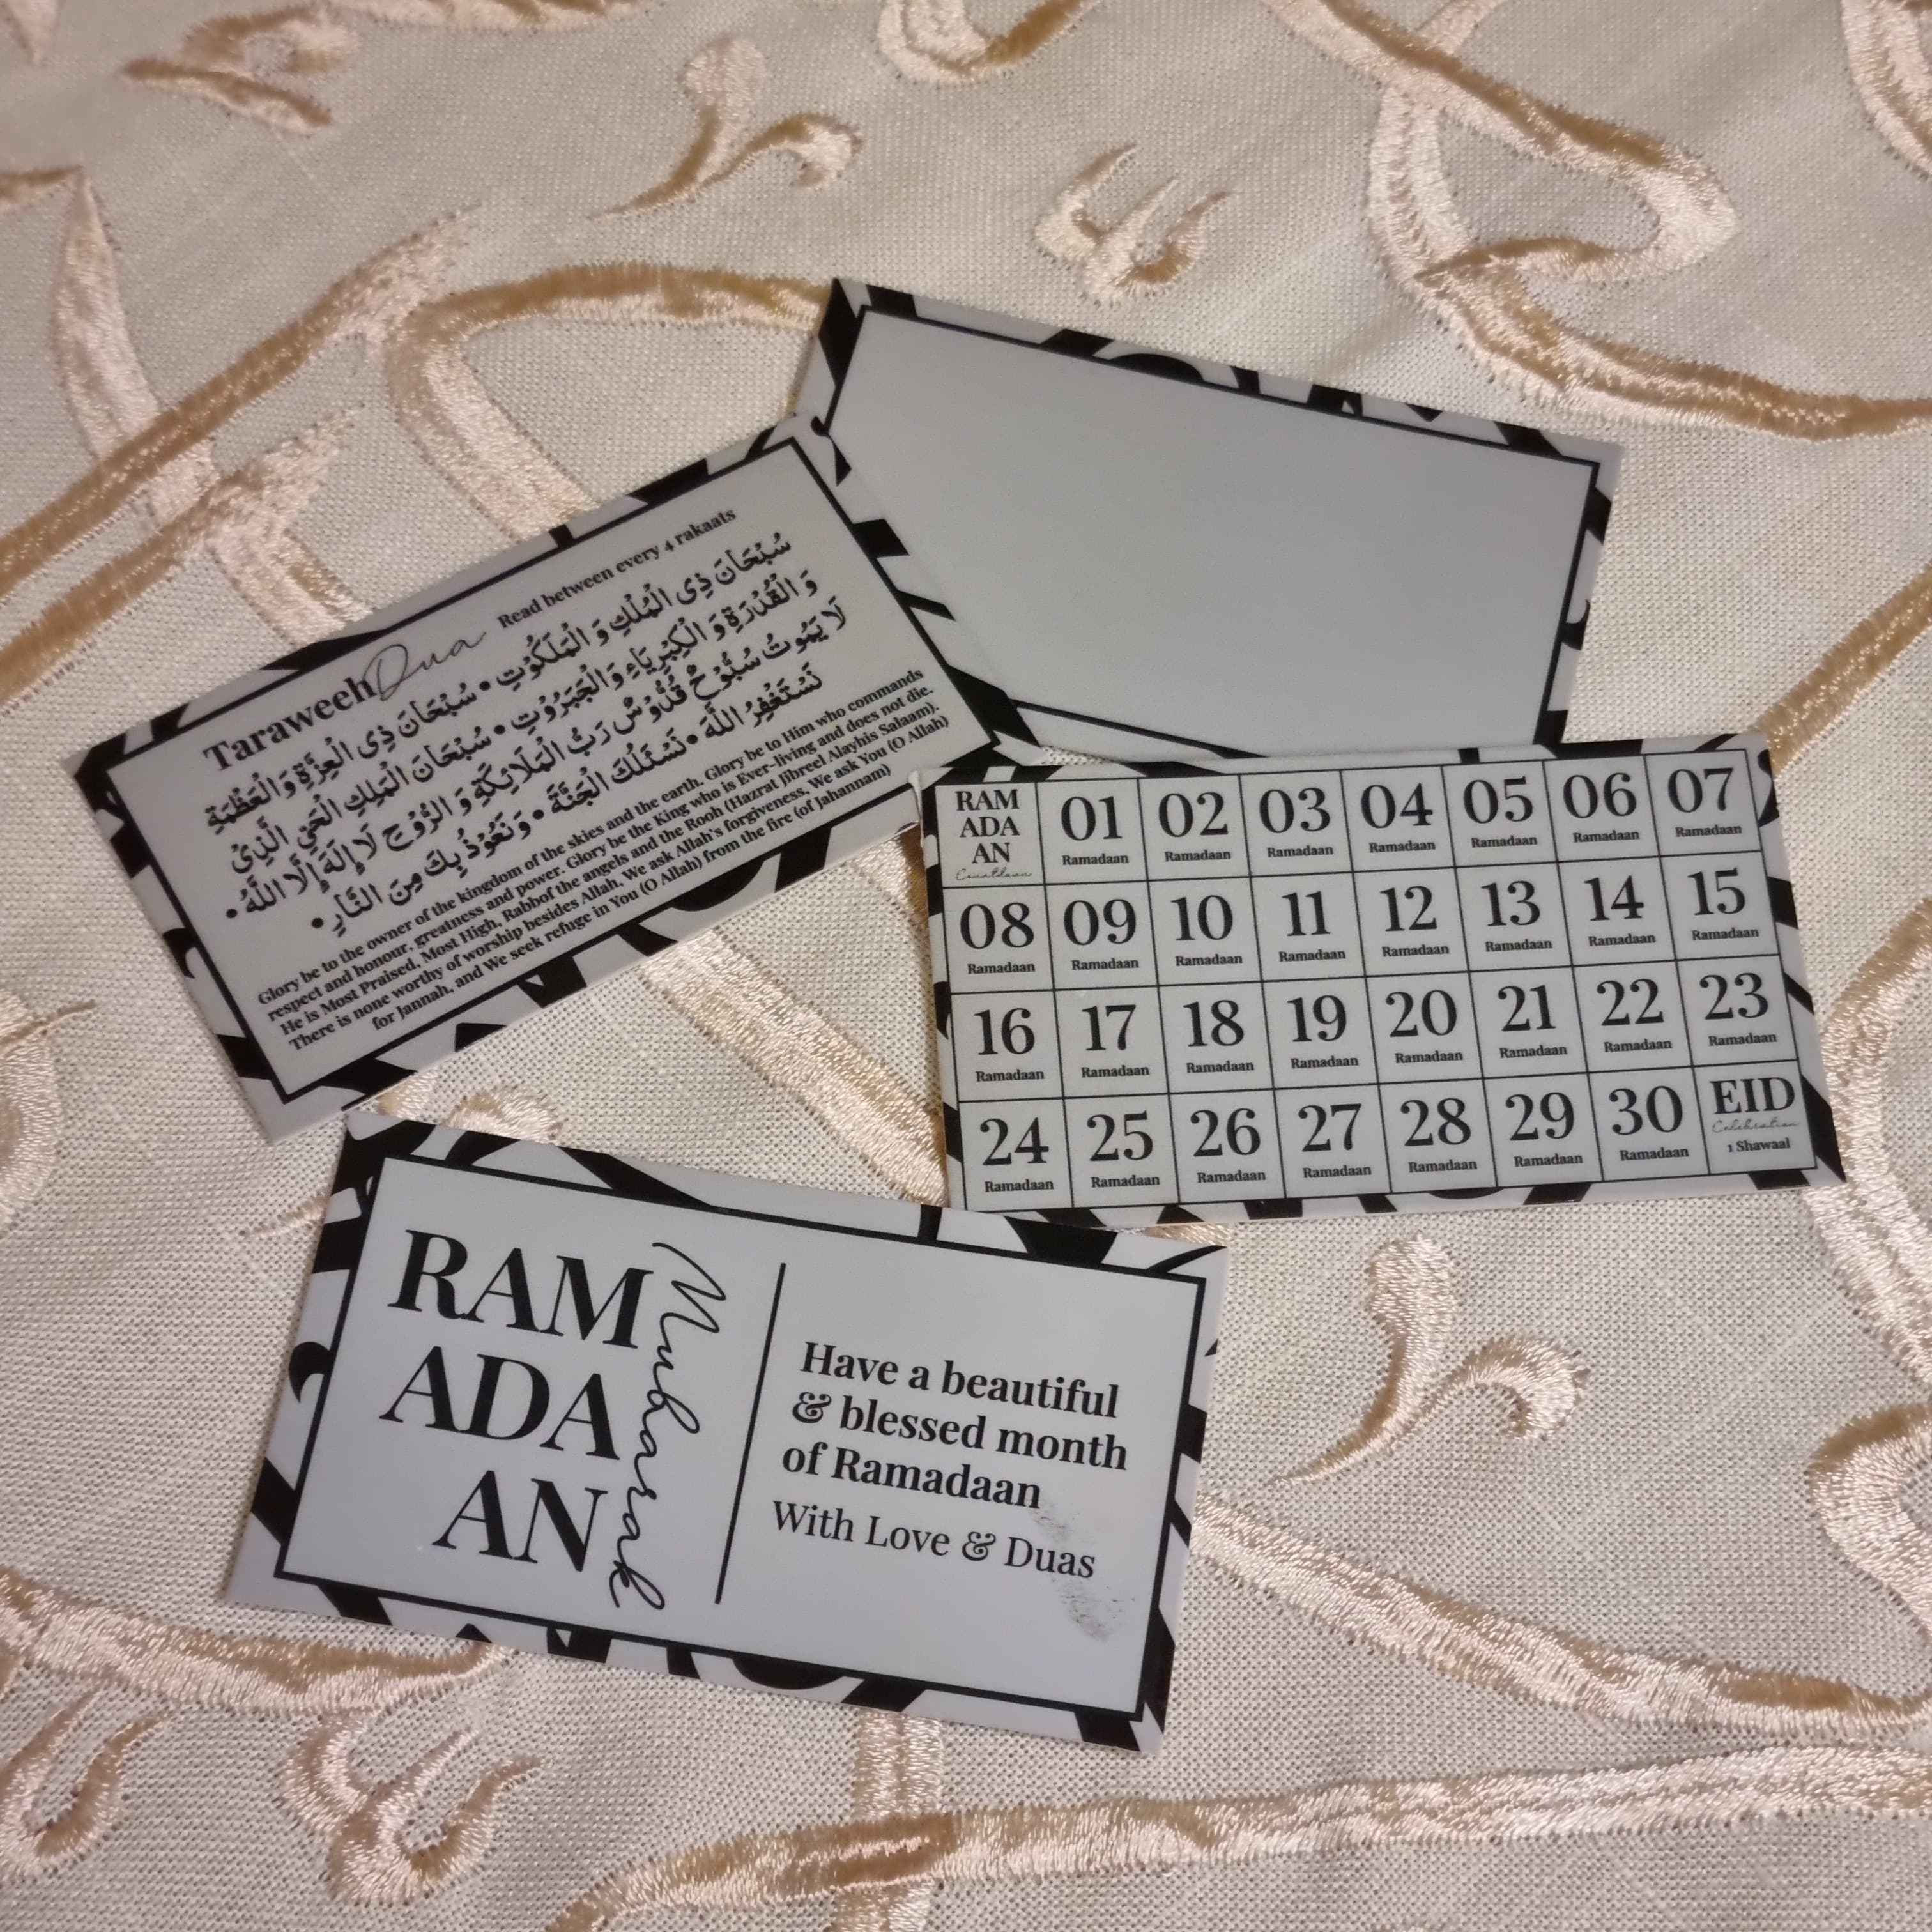 Taraweeh Dua Read between every 4 rakaats
سُبْحَانَ ذِى الْمُلْكِ وَ الْمَلَكُوْتِ • سُبْحَانَ ذِى الْعِزَّةِ وَ الْعَظْمَةِ
وَ الْقُدْرَةِ وَ الْكِبْرِيَاءِ وَالْجَبَرُوْتِ • سُبْحَانَ الْمَلِكِ الْحَيِّ الَّذِىْ
لَا يَمُوتُ سُبُّوْحٌ قُدُّوْسٌ رَبُّ الْمَلَائِكَةِ وَ الرُّوْحِ لَا إِلَهَ إِلَّا اللَّهُ •
نَسْتَغْفِرُ اللَّهَ • نَسْئَلُكَ الْجَنَّةَ • وَ نَعُوْذُ بِكَ مِنَ النَّارِ •
Glory be to the owner of the kingdom of the skies and the earth. Glory be to Him who commands
respect and honour, greatness and power. Glory be the King who is Ever-living and does not die.
He is Most Praised, Most High, Rabbof the angels and the Rooh (Hazrat Jibreel Alayhis Salaam).
There is none worthy of worship besides Allah, We ask Allah's forgiveness, We ask You (O Allah)
for Jannah, and We seek refuge in You (O Allah) from the fire (of Jahannam)
RAM
ADA
AN
Countdown
01 02 03 04 05 06 07
Ramadaan Ramadaan Ramadaan Ramadaan Ramadaan Ramadaan Ramadaan
08 09 10 11 12 13 14 15
Ramadaan Ramadaan Ramadaan Ramadaan Ramadaan Ramadaan Ramadaan Ramadaan
16 17 18 19 20 21 22 23
Ramadaan Ramadaan Ramadaan Ramadaan Ramadaan Ramadaan Ramadaan Ramadaan
24 25 26 27 28 29 30 EID
Celebration
Ramadaan Ramadaan Ramadaan Ramadaan Ramadaan Ramadaan Ramadaan 1 Shawaal
RAM
ADA
AN
Mubarak
Have a beautiful
& blessed month
of Ramadaan
With Love & Duas